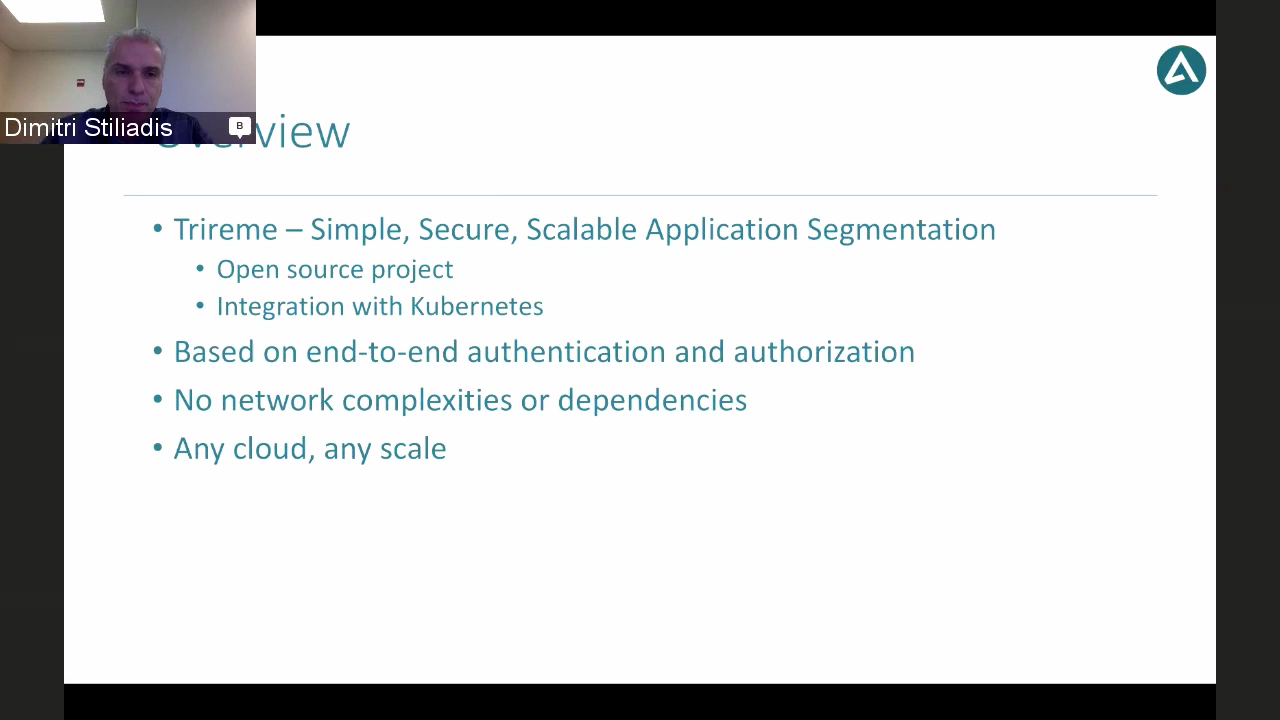 Dimitri Stiliadis
B
Overview
• Trireme – Simple, Secure, Scalable Application Segmentation
• Open source project
• Integration with Kubernetes
• Based on end-to-end authentication and authorization
• No network complexities or dependencies
• Any cloud, any scale